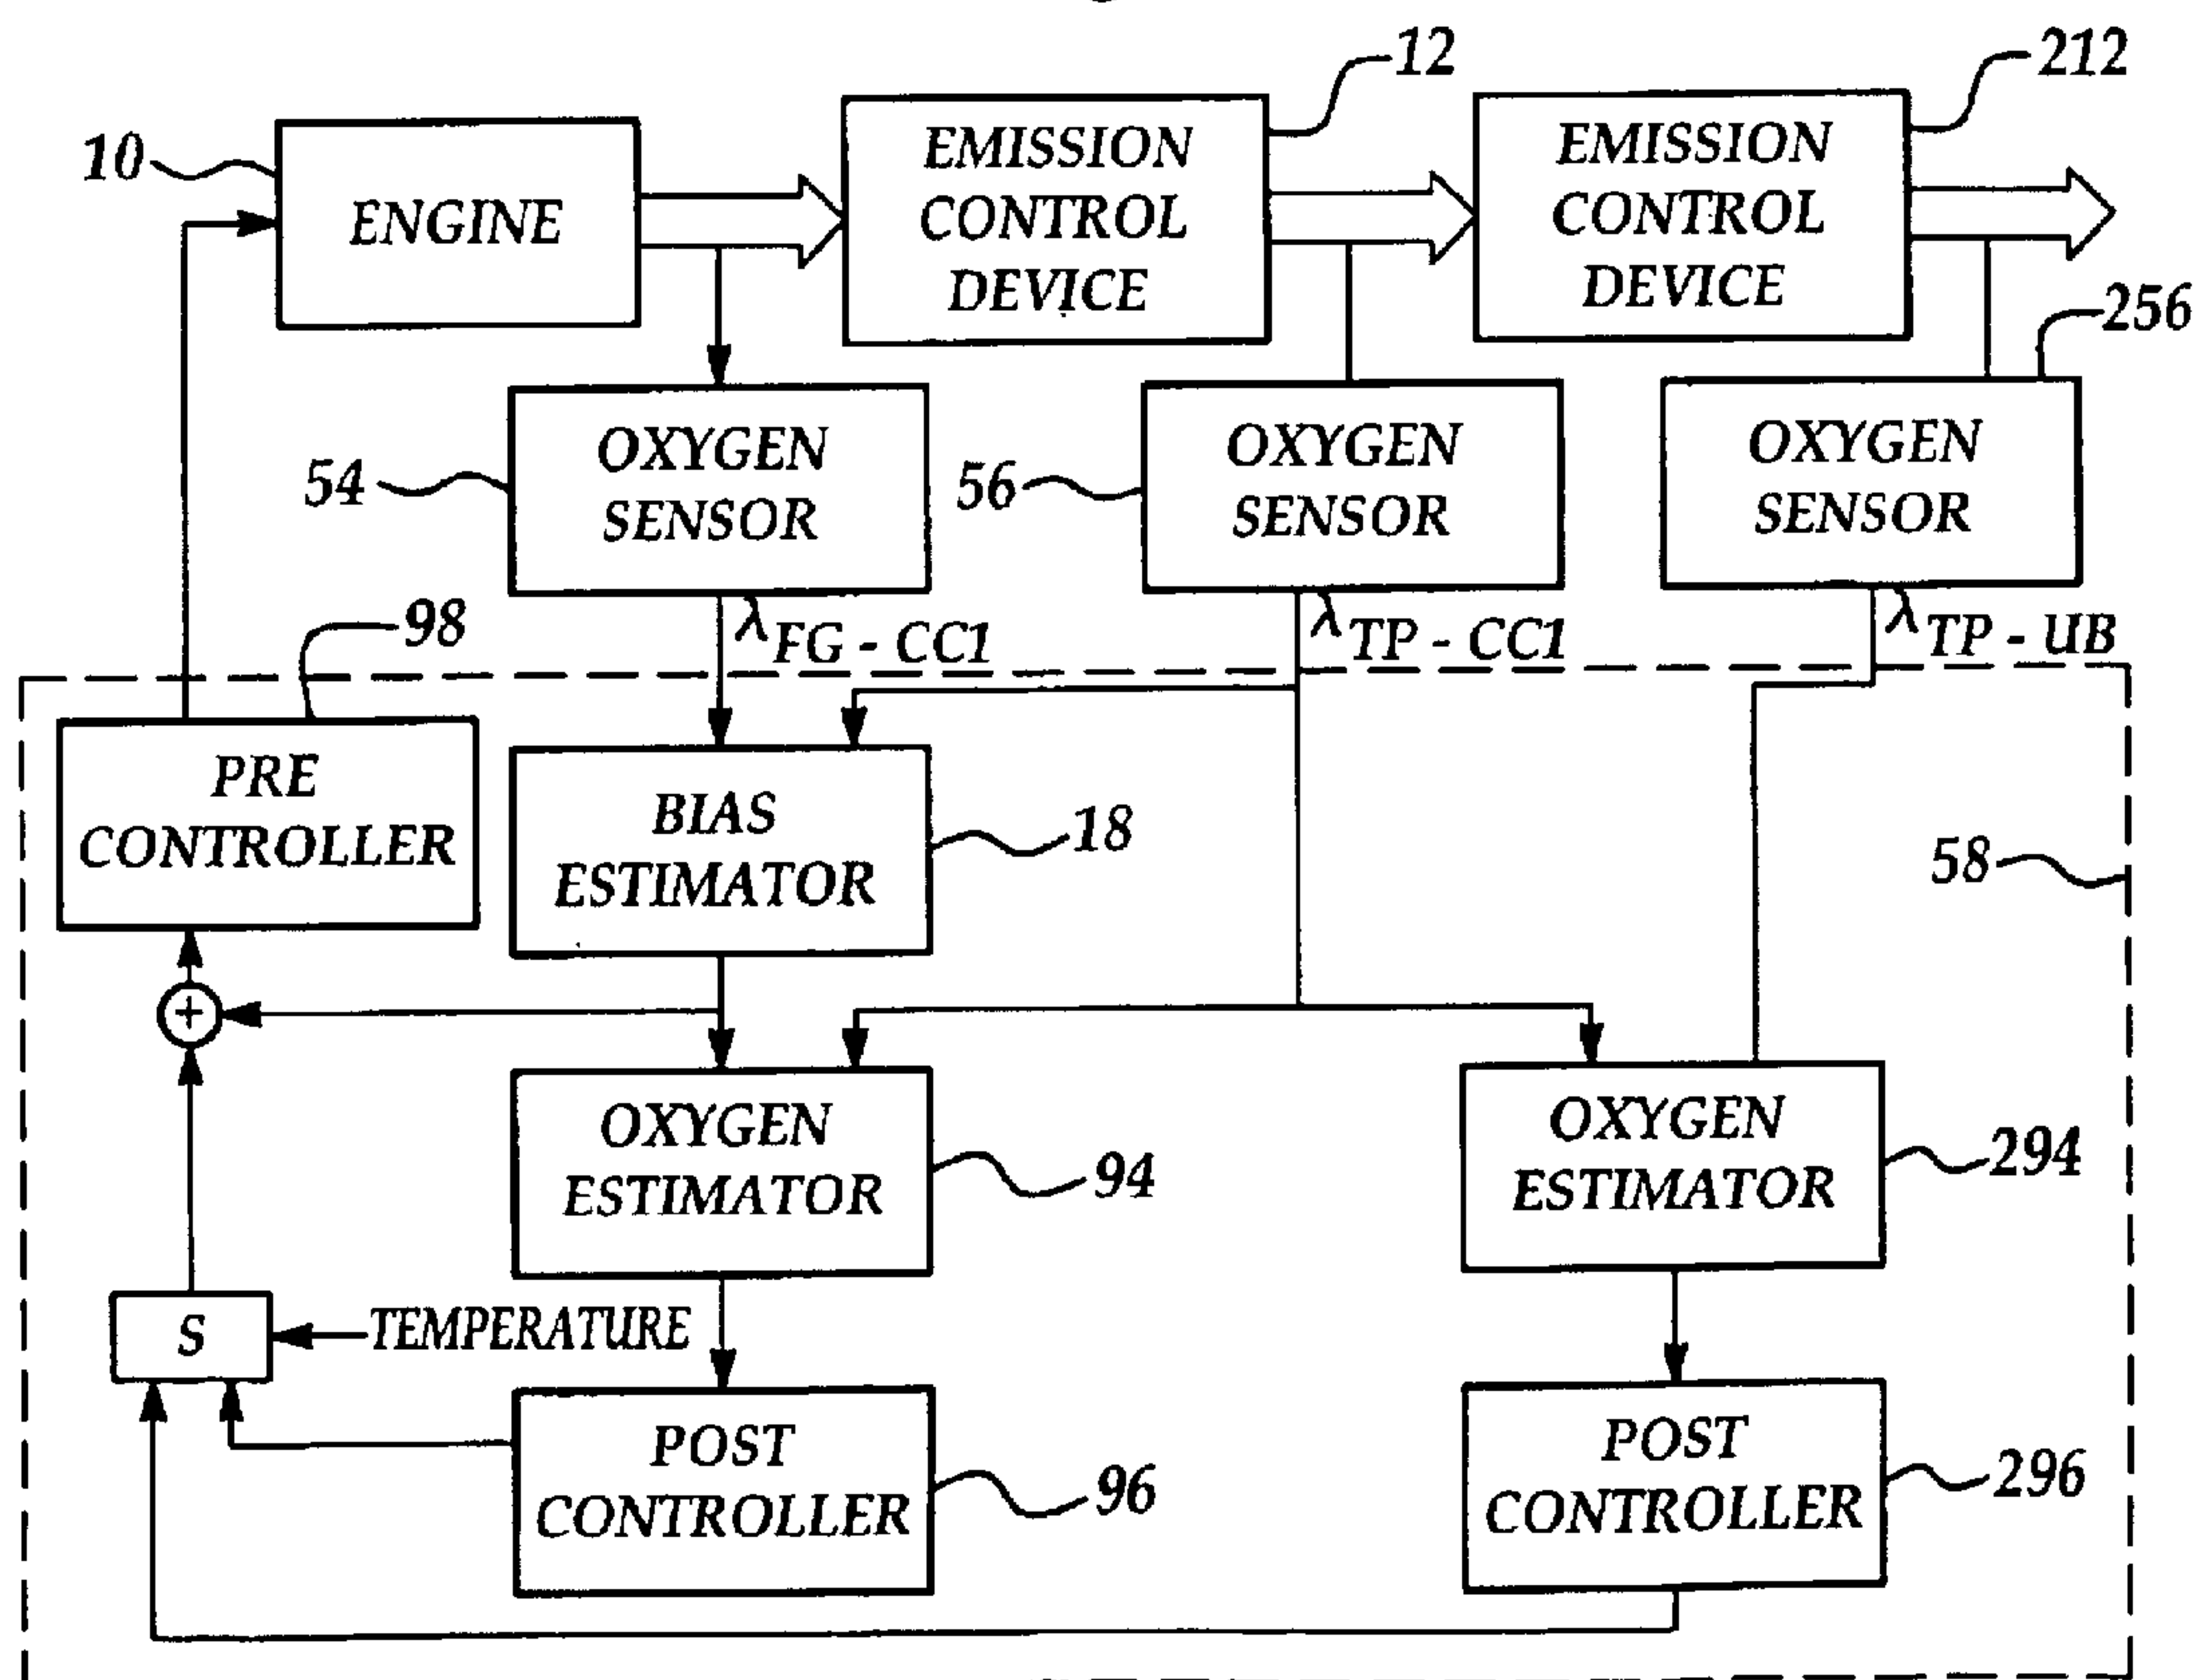 12
212
10
ENGINE
EMISSION
CONTROL
DEVICE
EMISSION
CONTROL
DEVICE
256
54
OXYGEN
SENSOR
56
OXYGEN
SENSOR
OXYGEN
SENSOR
98
λFG - CC1
λTP - CC1
λTP - UB
PRE
CONTROLLER
BIAS
ESTIMATOR
18
58
+
OXYGEN
ESTIMATOR
94
OXYGEN
ESTIMATOR
294
S
TEMPERATURE
POST
CONTROLLER
96
POST
CONTROLLER
296